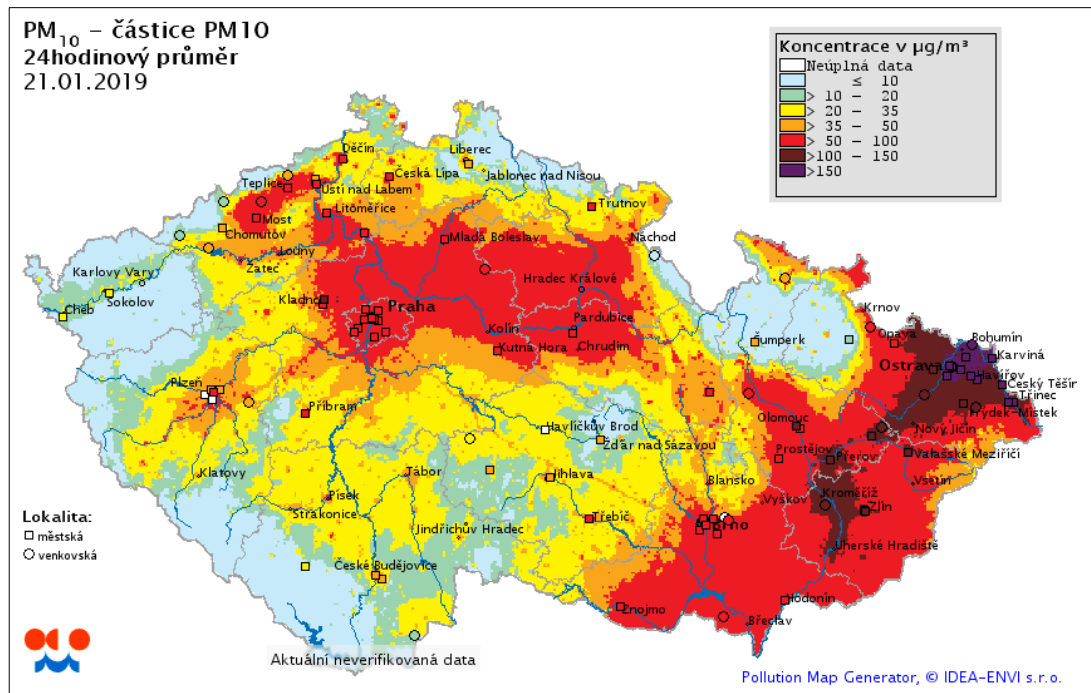 PM10 – částice PM10
24hodinový průměr
21.01.2019
Koncentrace v µg/m³
Neúplná data
≤ 10
> 10 – 20
> 20 – 35
> 35 – 50
> 50 – 100
>100 – 150
>150
Děčín
Liberec
Teplice
Česká Lípa
Jablonec nad Nisou
Ústí nad Labem
Trutnov
Litoměřice
Most
Chomutov
Mladá Boleslav
Náchod
Louny
Žatec
Karlovy Vary
Hradec Králové
Sokolov
Kladno
Praha
Krnov
Cheb
Pardubice
Kolín
Opava
Bohumín
Kutná Hora
Chrudim
Šumperk
Karviná
Ostrava
Havířov
Plzeň
Český Těšín
Třinec
Příbram
Frýdek-Místek
Olomouc
Havlíčkův Brod
Nový Jičín
Žďár nad Sázavou
Prostějov
Přerov
Valašské Meziříčí
Klatovy
Tábor
Jihlava
Blansko
Vsetín
Písek
Vyškov
Kroměříž
Zlín
Strakonice
Lokalita:
městská
venkovská
Jindřichův Hradec
Třebíč
Brno
Uherské Hradiště
České Budějovice
Hodonín
Znojmo
Břeclav
Aktuální neverifikovaná data
Pollution Map Generator, © IDEA-ENVI s.r.o.